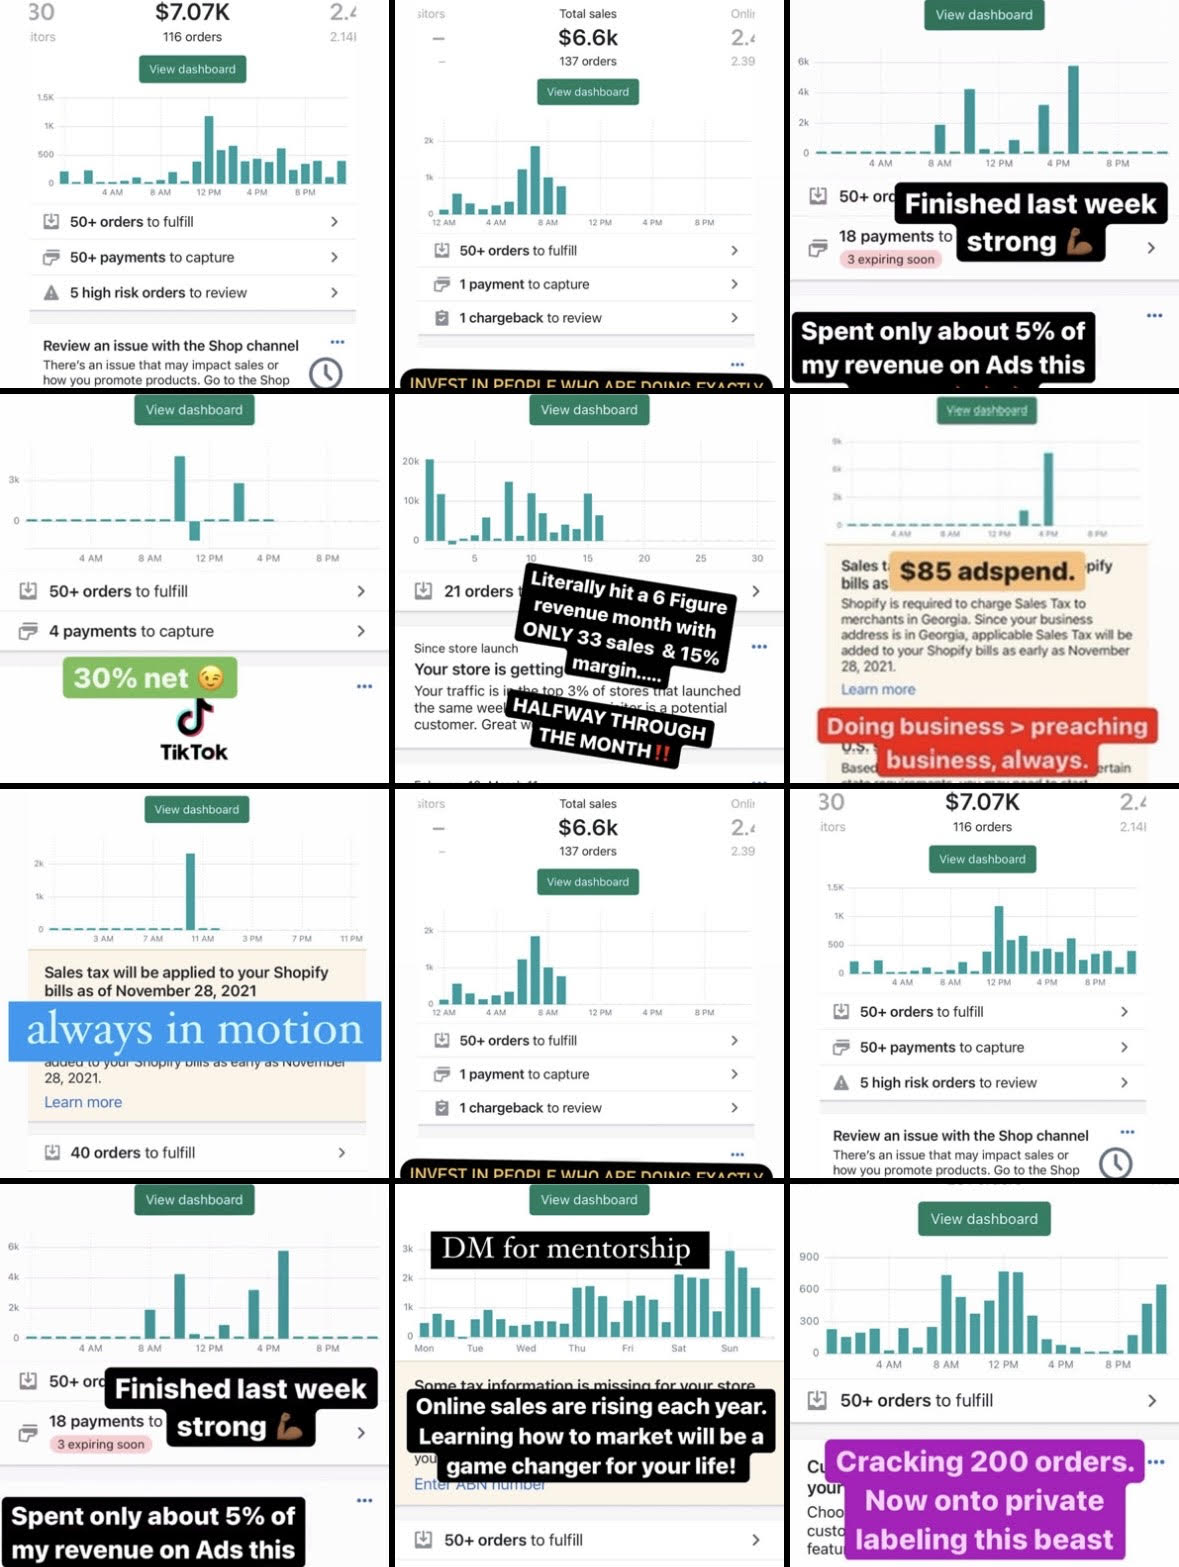 30
$7.07K
2.4
itors
116 orders
2.14
View dashboard
1.5K
1K
500
0
4 AM 8 AM 12 PM 4 PM 8 PM
50+ orders to fulfill
50+ payments to capture
5 high risk orders to review
Review an issue with the Shop channel
There's an issue that may impact sales or
how you promote products. Go to the Shop
sitors
Total sales
Onli
–
$6.6k
2.4
–
137 orders
2.39
View dashboard
2k
1k
0
12 AM 4 AM 8 AM 12 PM 4 PM 8 PM
50+ orders to fulfill
1 payment to capture
1 chargeback to review
INVEST IN PEOPLE WHO ARE DOING EXACTLY
View dashboard
6k
4k
2k
0
4 AM 8 AM 12 PM 4 PM 8 PM
50+ ord
Finished last week
strong 💪🏾
18 payments to
3 expiring soon
Spent only about 5% of
my revenue on Ads this
View dashboard
3k
0
4 AM 8 AM 12 PM 4 PM 8 PM
50+ orders to fulfill
4 payments to capture
30% net 😉
TikTok
View dashboard
20k
10k
0
5 10 15 20 25 30
21 orders
Literally hit a 6 Figure
revenue month with
ONLY 33 sales & 15%
margin.....
Since store launch
Your store is getting
Your traffic is in the top 3% of stores that launched
the same wee
is a potential
customer. Great w
HALFWAY THROUGH
THE MONTH‼️
View dashboard
9k
6k
3k
0
4 AM 8 AM 12 PM 4 PM 8 PM
Sales t
pify
bills as
$85 adspend.
Shopify is required to charge Sales Tax to
merchants in Georgia. Since your business
address is in Georgia, applicable Sales Tax will be
added to your Shopify bills as early as November
28, 2021.
Learn more
Doing business > preaching
business, always.
U.S.
Based
ertain
View dashboard
2k
1k
0
3 AM 7 AM 11 AM 3 PM 7 PM 11 PM
Sales tax will be applied to your Shopify
bills as of November 28, 2021
always in motion
added to your Shopify bills as early as November
28, 2021.
Learn more
40 orders to fulfill
sitors
Total sales
Onli
–
$6.6k
2.4
–
137 orders
2.39
View dashboard
2k
1k
0
12 AM 4 AM 8 AM 12 PM 4 PM 8 PM
50+ orders to fulfill
1 payment to capture
1 chargeback to review
INVEST IN PEOPLE WHO ARE DOING EXACTLY
30
$7.07K
2.4
itors
116 orders
2.14
View dashboard
1.5K
1K
500
0
4 AM 8 AM 12 PM 4 PM 8 PM
50+ orders to fulfill
50+ payments to capture
5 high risk orders to review
Review an issue with the Shop channel
There's an issue that may impact sales or
how you promote products. Go to the Shop
View dashboard
6k
4k
2k
0
4 AM 8 AM 12 PM 4 PM 8 PM
50+ ord
Finished last week
strong 💪🏾
18 payments to
3 expiring soon
Spent only about 5% of
my revenue on Ads this
View dashboard
DM for mentorship
3k
2k
1k
0
Mon Tue Wed Thu Fri Sat Sun
Some tax information is missing for your store
Online sales are rising each year.
Learning how to market will be a
game changer for your life!
you
Enter ABN number
50+ orders to fulfill
View dashboard
900
600
300
0
4 AM 8 AM 12 PM 4 PM 8 PM
50+ orders to fulfill
Cu
your
Choo
custo
featu
Cracking 200 orders.
Now onto private
labeling this beast